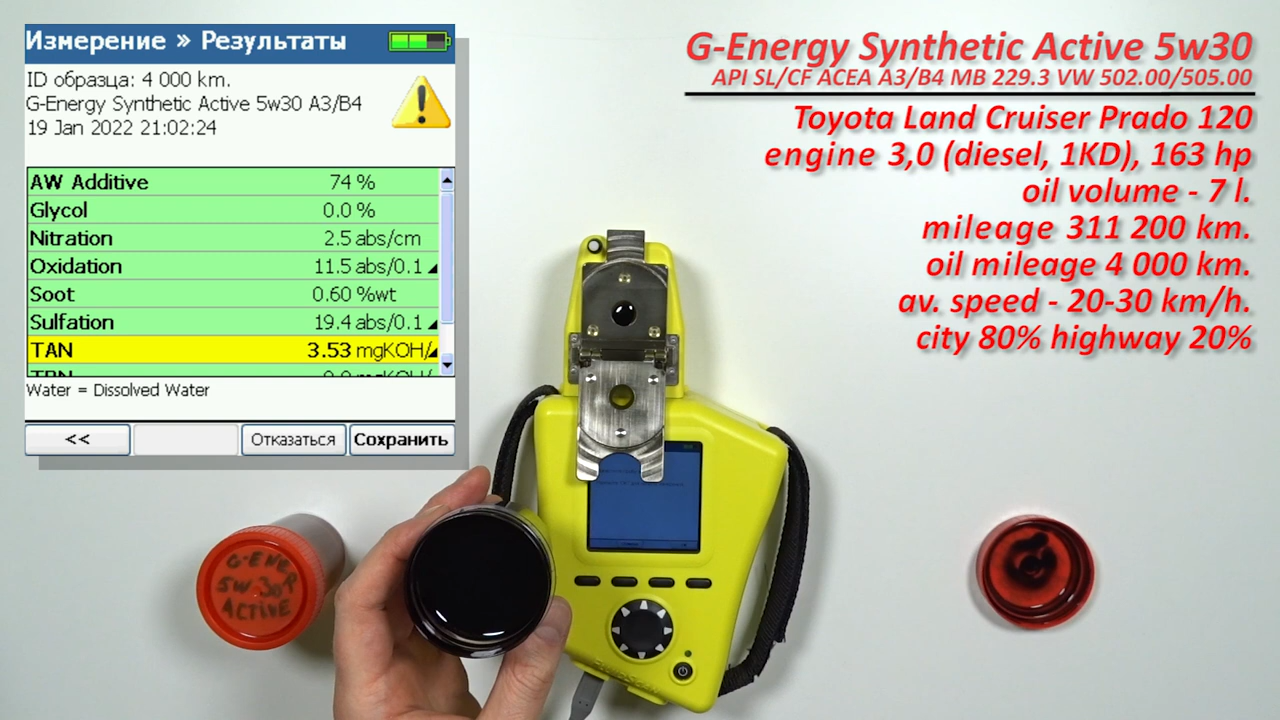 Измерение » Результаты
ID образца: 4 000 km.
G-Energy Synthetic Active 5w30 A3/B4
19 Jan 2022 21:02:24
AW Additive 74 %
Glycol 0.0 %
Nitration 2.5 abs/cm
Oxidation 11.5 abs/0.1
Soot 0.60 %wt
Sulfation 19.4 abs/0.1
TAN 3.53 mgKOH/
Water = Dissolved Water
<<
Отказаться
Сохранить
G-Energy Synthetic Active 5w30
API SL/CF ACEA A3/B4 MB 229.3 VW 502.00/505.00
Toyota Land Cruiser Prado 120
engine 3,0 (diesel, 1KD), 163 hp
oil volume - 7 l.
mileage 311 200 km.
oil mileage 4 000 km.
av. speed - 20-30 km/h.
city 80% highway 20%
G-ENE
5W-30
ACTIVE